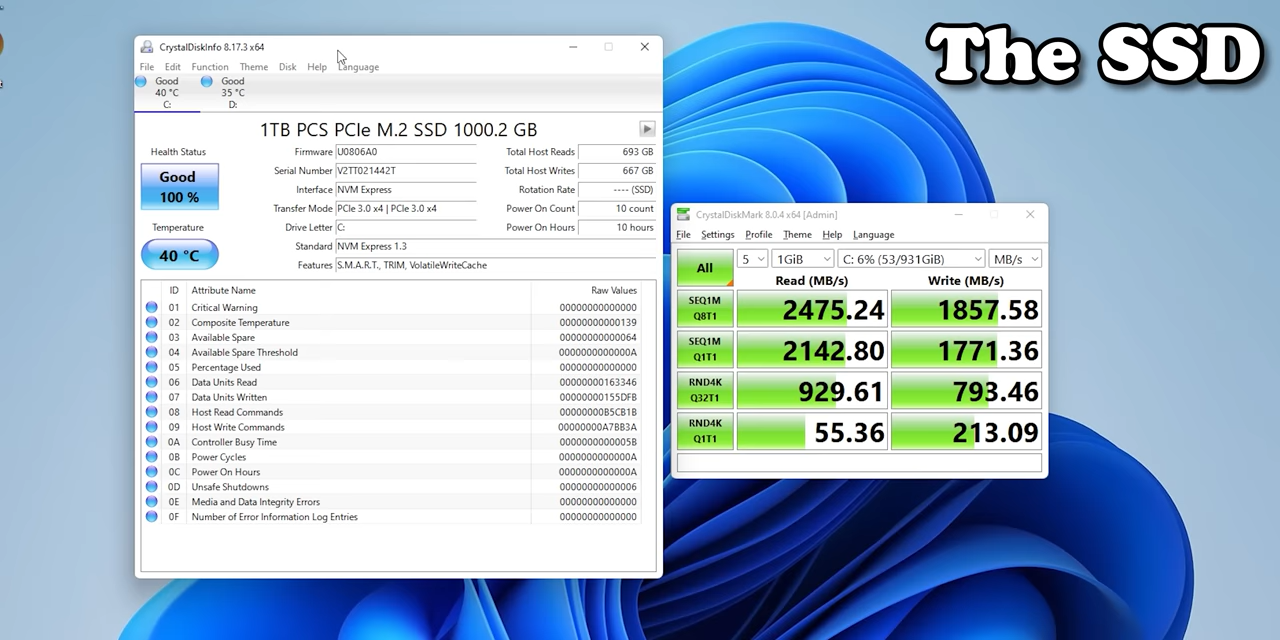 The SSD
CrystalDiskInfo 8.17.3 x64
File Edit Function Theme Disk Help Language
Good Good
40 °C 35 °C
C: D:
1TB PCS PCIe M.2 SSD 1000.2 GB
Health Status
Good
100 %
Temperature
40 °C
Firmware U0806A0
Serial Number V2TT021442T
Interface NVM Express
Transfer Mode PCIe 3.0 x4 | PCIe 3.0 x4
Drive Letter C:
Standard NVM Express 1.3
Features S.M.A.R.T., TRIM, VolatileWriteCache
Total Host Reads 693 GB
Total Host Writes 667 GB
Rotation Rate ---- (SSD)
Power On Count 10 count
Power On Hours 10 hours
ID Attribute Name Raw Values
01 Critical Warning 00000000000000
02 Composite Temperature 00000000000139
03 Available Spare 00000000000064
04 Available Spare Threshold 0000000000000A
05 Percentage Used 00000000000000
06 Data Units Read 00000000163346
07 Data Units Written 00000000155DFB
08 Host Read Commands 00000000B5CB1B
09 Host Write Commands 00000000A7BB3A
0A Controller Busy Time 0000000000005B
0B Power Cycles 0000000000000A
0C Power On Hours 0000000000000A
0D Unsafe Shutdowns 00000000000006
0E Media and Data Integrity Errors 00000000000000
0F Number of Error Information Log Entries 00000000000000
CrystalDiskMark 8.0.4 x64 [Admin]
File Settings Profile Theme Help Language
All 5 1GiB C: 6% (53/931GiB) MB/s
Read (MB/s) Write (MB/s)
SEQ1M
Q8T1 2475.24 1857.58
SEQ1M
Q1T1 2142.80 1771.36
RND4K
Q32T1 929.61 793.46
RND4K
Q1T1 55.36 213.09